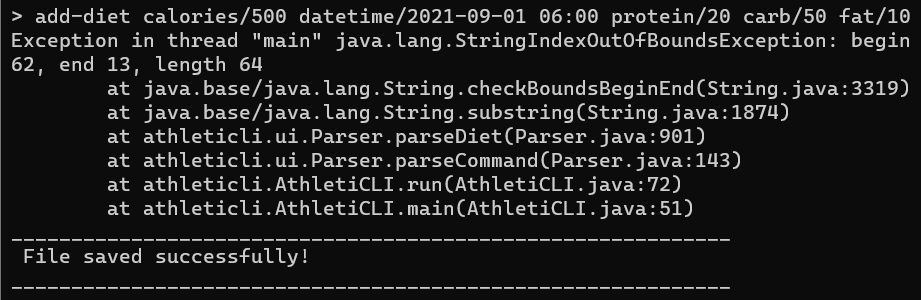 > add-diet calories/500 datetime/2021-09-01 06:00 protein/20 carb/50 fat/10
Exception in thread "main" java.lang.StringIndexOutOfBoundsException: begin
62, end 13, length 64
at java.base/java.lang.String.checkBoundsBeginEnd(String.java:3319)
at java.base/java.lang.String.substring(String.java:1874)
at athleticli.ui.Parser.parseDiet(Parser.java:901)
at athleticli.ui.Parser.parseCommand(Parser.java:143)
at athleticli.AthletiCLI.run(AthletiCLI.java:72)
at athleticli.AthletiCLI.main(AthletiCLI.java:51)
____________________________________________________________
File saved successfully!
____________________________________________________________